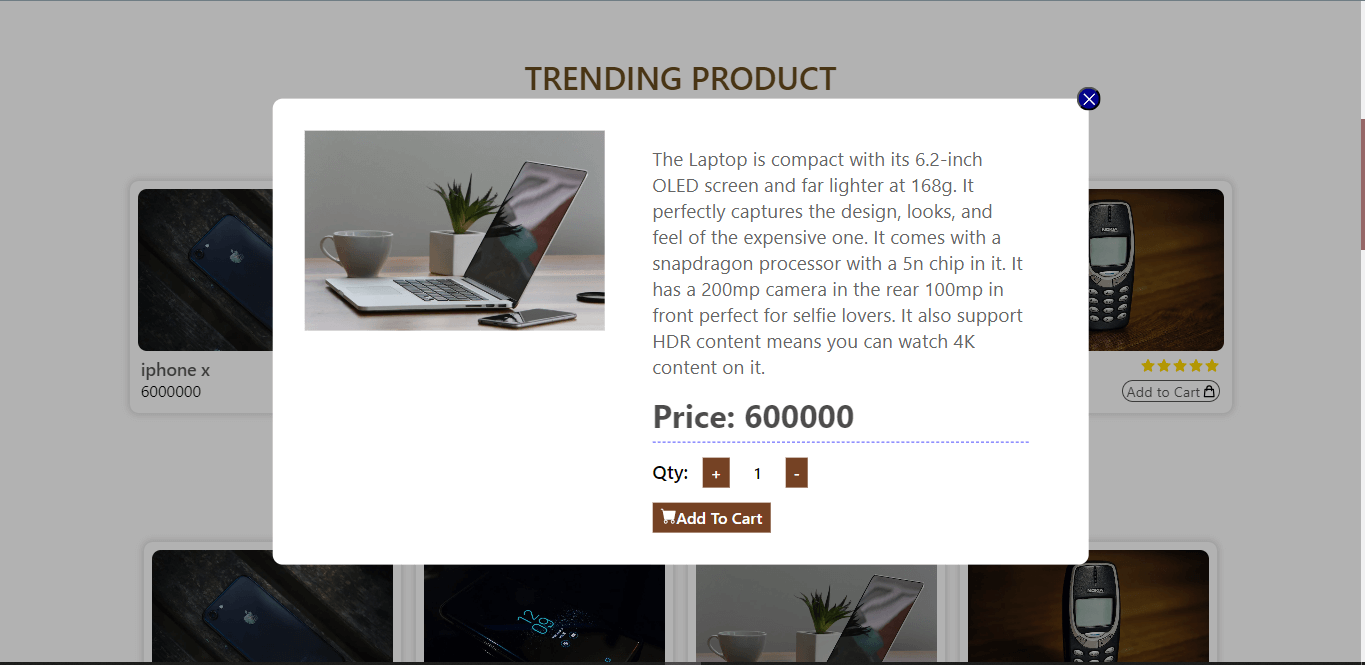 TRENDING PRODUCT
The Laptop is compact with its 6.2-inch
OLED screen and far lighter at 168g. It
perfectly captures the design, looks, and
feel of the expensive one. It comes with a
snapdragon processor with a 5n chip in it. It
has a 200mp camera in the rear 100mp in
front perfect for selfie lovers. It also support
HDR content means you can watch 4K
content on it.
Price: 600000
Qty: + 1 -
Add To Cart
iphone x
6000000
NOKIA
Add to Cart
12
09
NOKIA